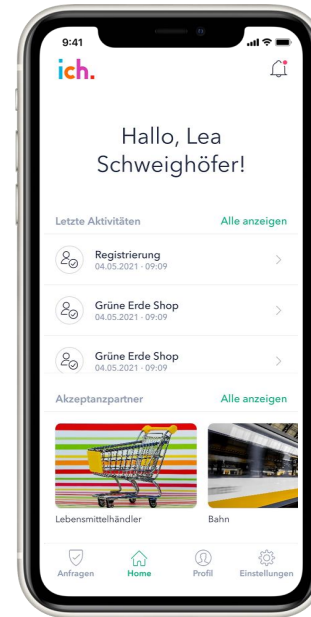 9:41
ich.
Hallo, Lea
Schweighöfer!
Letzte Aktivitäten Alle anzeigen
Registrierung
04.05.2021 - 09:09
Grüne Erde Shop
04.05.2021 - 09:09
Grüne Erde Shop
04.05.2021 - 09:09
Akzeptanzpartner Alle anzeigen
Lebensmittelhändler Bahn
Anfragen Home Profil Einstellungen